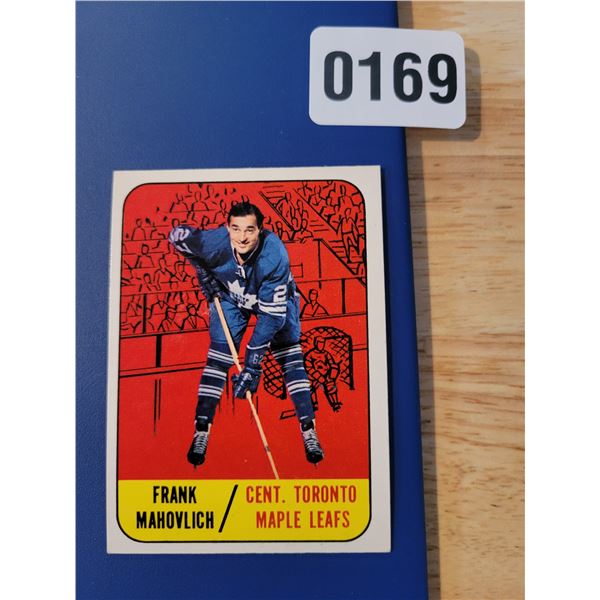 0169
FRANK
MAHOVLICH
/
CENT. TORONTO
MAPLE LEAFS